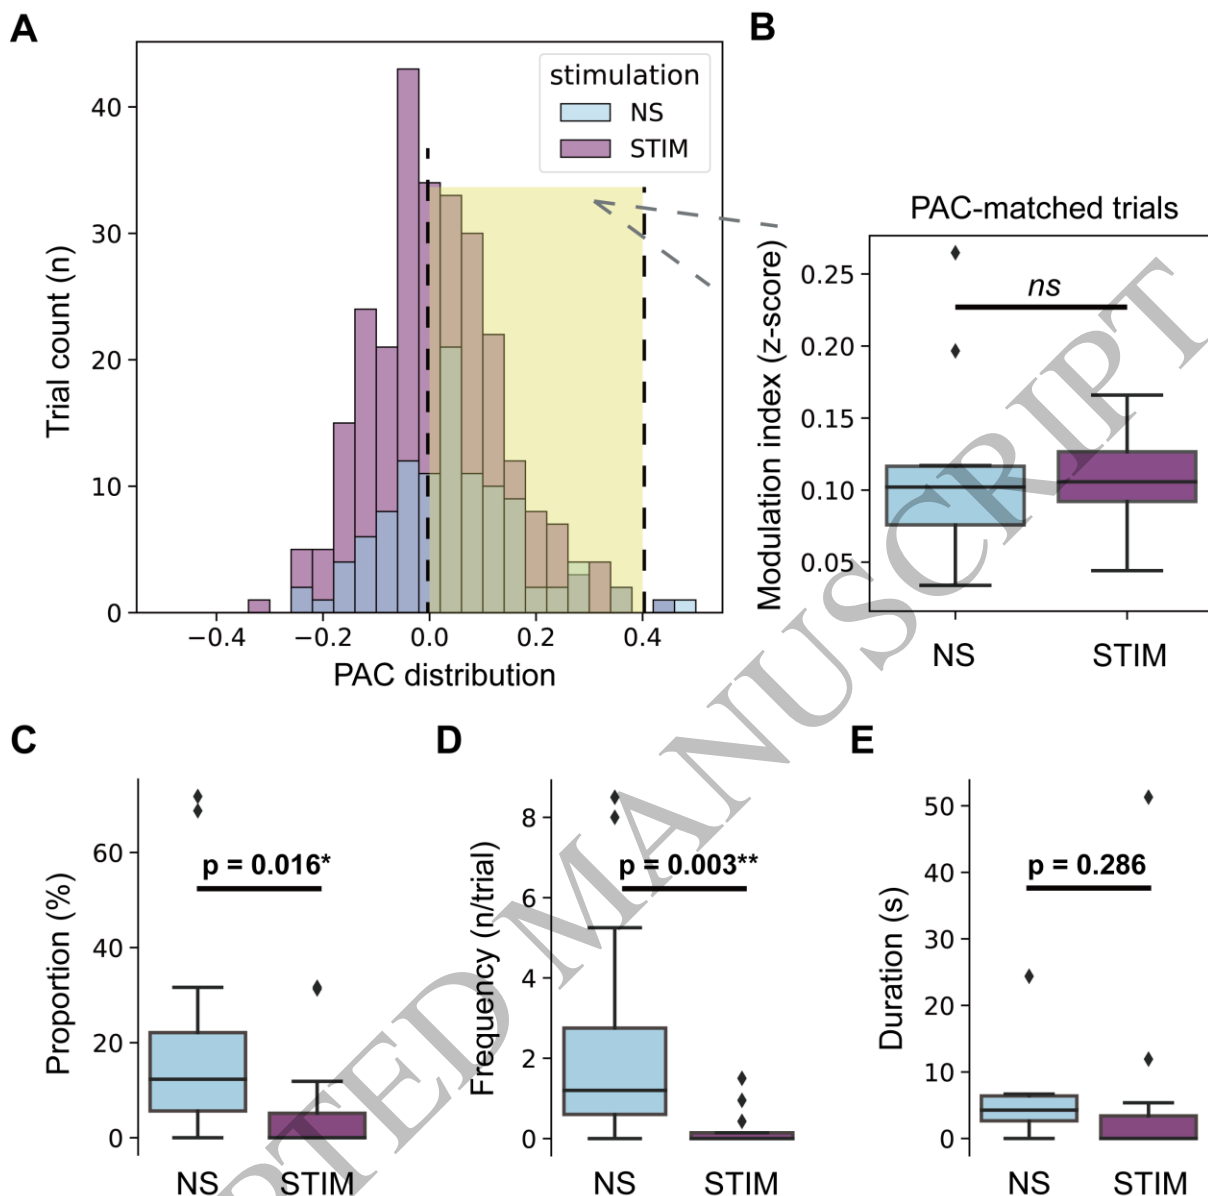 A
B
stimulation
NS
STIM
40
30
20
10
0
Trial count (n)
−0.4
−0.2
0.0
0.2
0.4
PAC distribution
PAC-matched trials
ns
0.25
0.20
0.15
0.10
0.05
Modulation index (z-score)
NS
STIM
C
D
E
p = 0.016*
60
40
20
0
Proportion (%)
NS
STIM
p = 0.003**
8
6
4
2
0
Frequency (n/trial)
NS
STIM
p = 0.286
50
40
30
20
10
0
Duration (s)
NS
STIM
RTED MANUSCRIPT